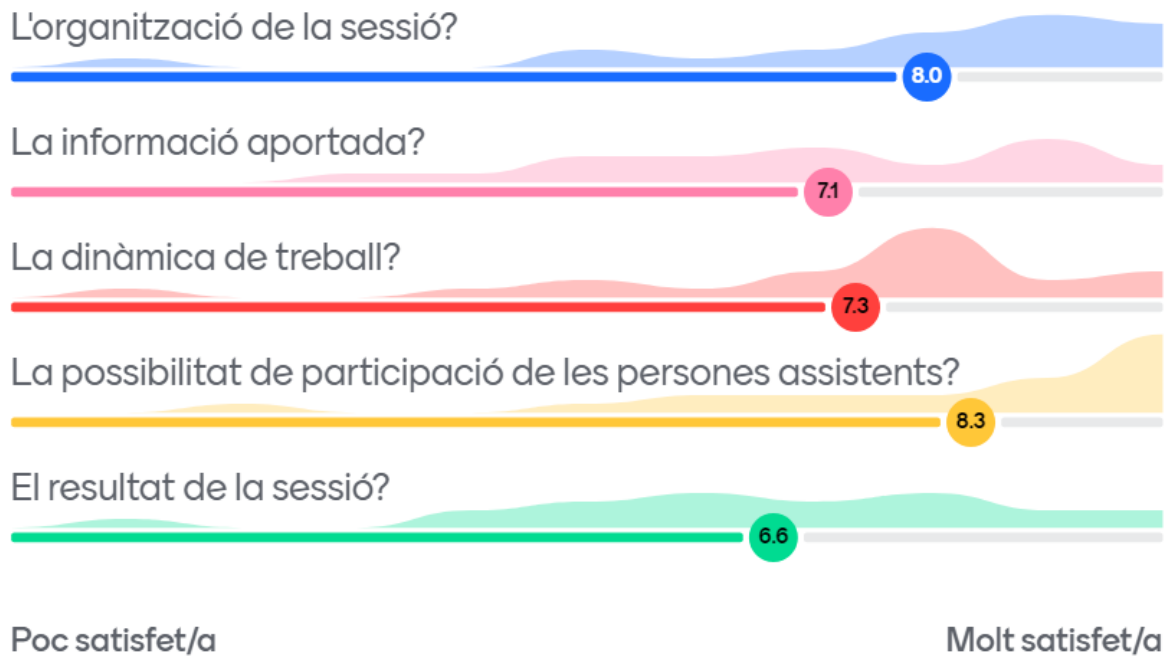 L'organització de la sessió?
8.0
La informació aportada?
7.1
La dinàmica de treball?
7.3
La possibilitat de participació de les persones assistents?
8.3
El resultat de la sessió?
6.6
Poc satisfet/a
Molt satisfet/a